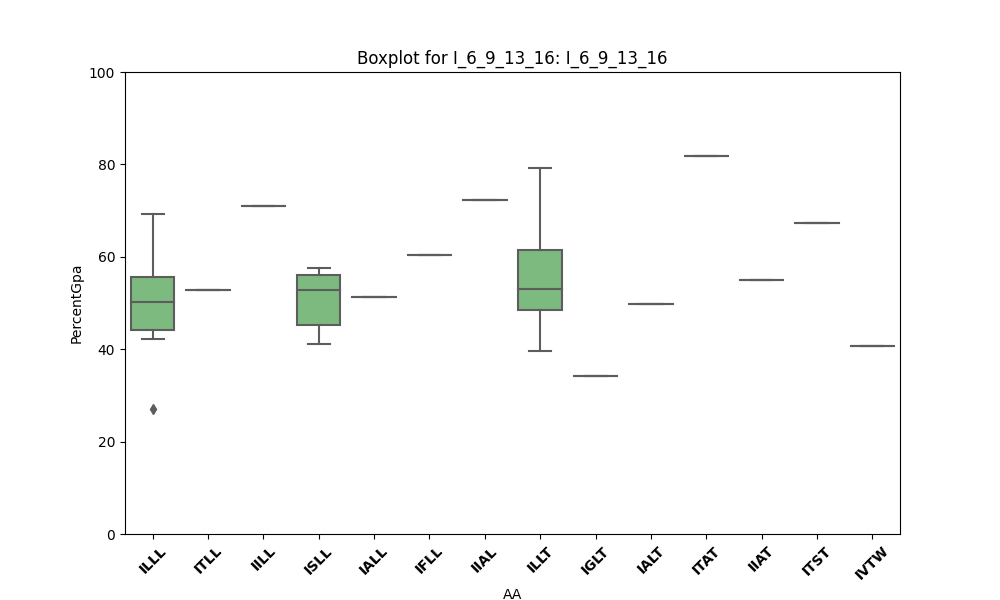 Boxplot for I_6_9_13_16: I_6_9_13_16
100
80
60
40
20
0
PercentGpa
ILLL
ITLL
IILL
ISLL
IALL
IFLL
IIAL
ILLT
IGLT
IALT
ITAT
IIAT
ITST
IVTW
AA